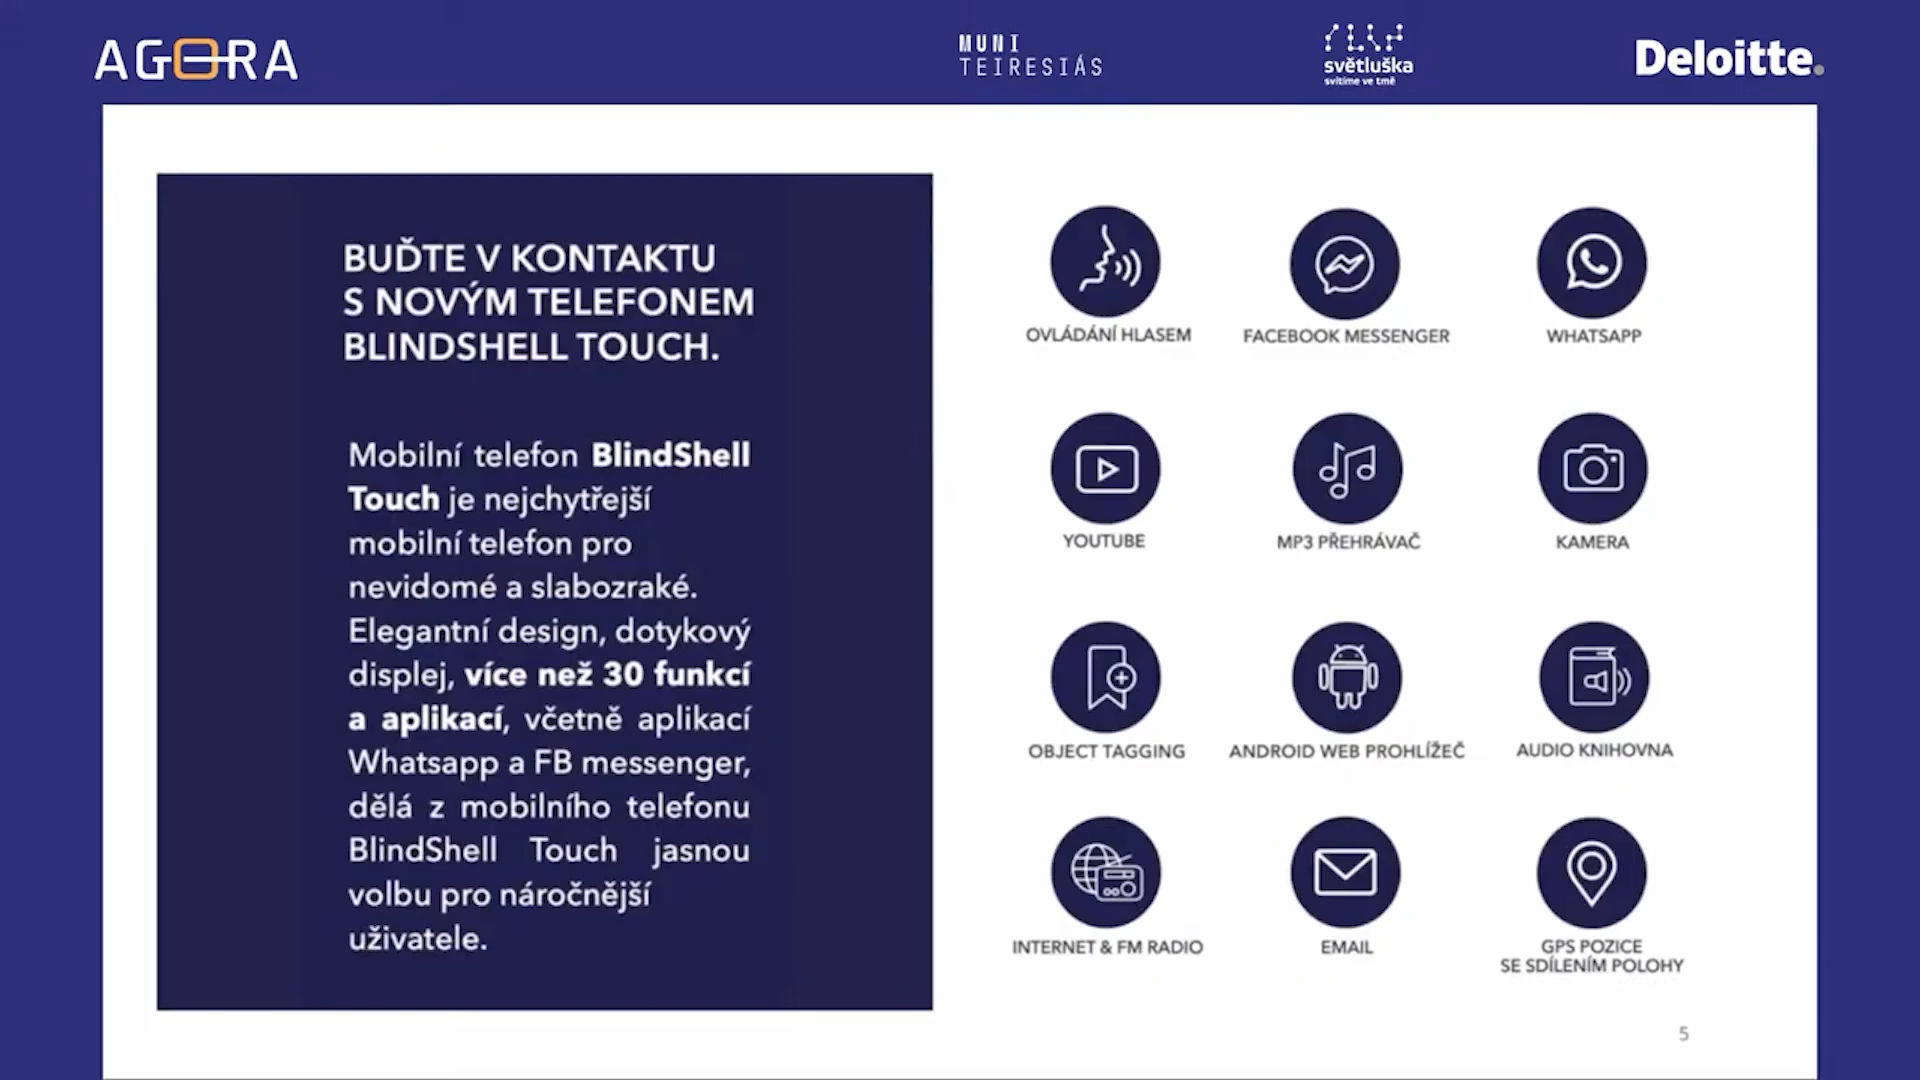 AGORA
MUNI
TEIRESIÁS
světluška
svítíme ve tmě
Deloitte.
BUĎTE V KONTAKTU
S NOVÝM TELEFONEM
BLINDSHELL TOUCH.
Mobilní telefon BlindShell
Touch je nejchytřejší
mobilní telefon pro
nevidomé a slabozraké.
Elegantní design, dotykový
displej, více než 30 funkcí
a aplikací, včetně aplikací
Whatsapp a FB messenger,
dělá z mobilního telefonu
BlindShell Touch jasnou
volbu pro náročnější
uživatele.
OVLÁDÁNÍ HLASEM
FACEBOOK MESSENGER
WHATSAPP
YOUTUBE
MP3 PŘEHRÁVAČ
KAMERA
OBJECT TAGGING
ANDROID WEB PROHLÍŽEČ
AUDIO KNIHOVNA
INTERNET & FM RADIO
EMAIL
GPS POZICE
SE SDÍLENÍM POLOHY
5